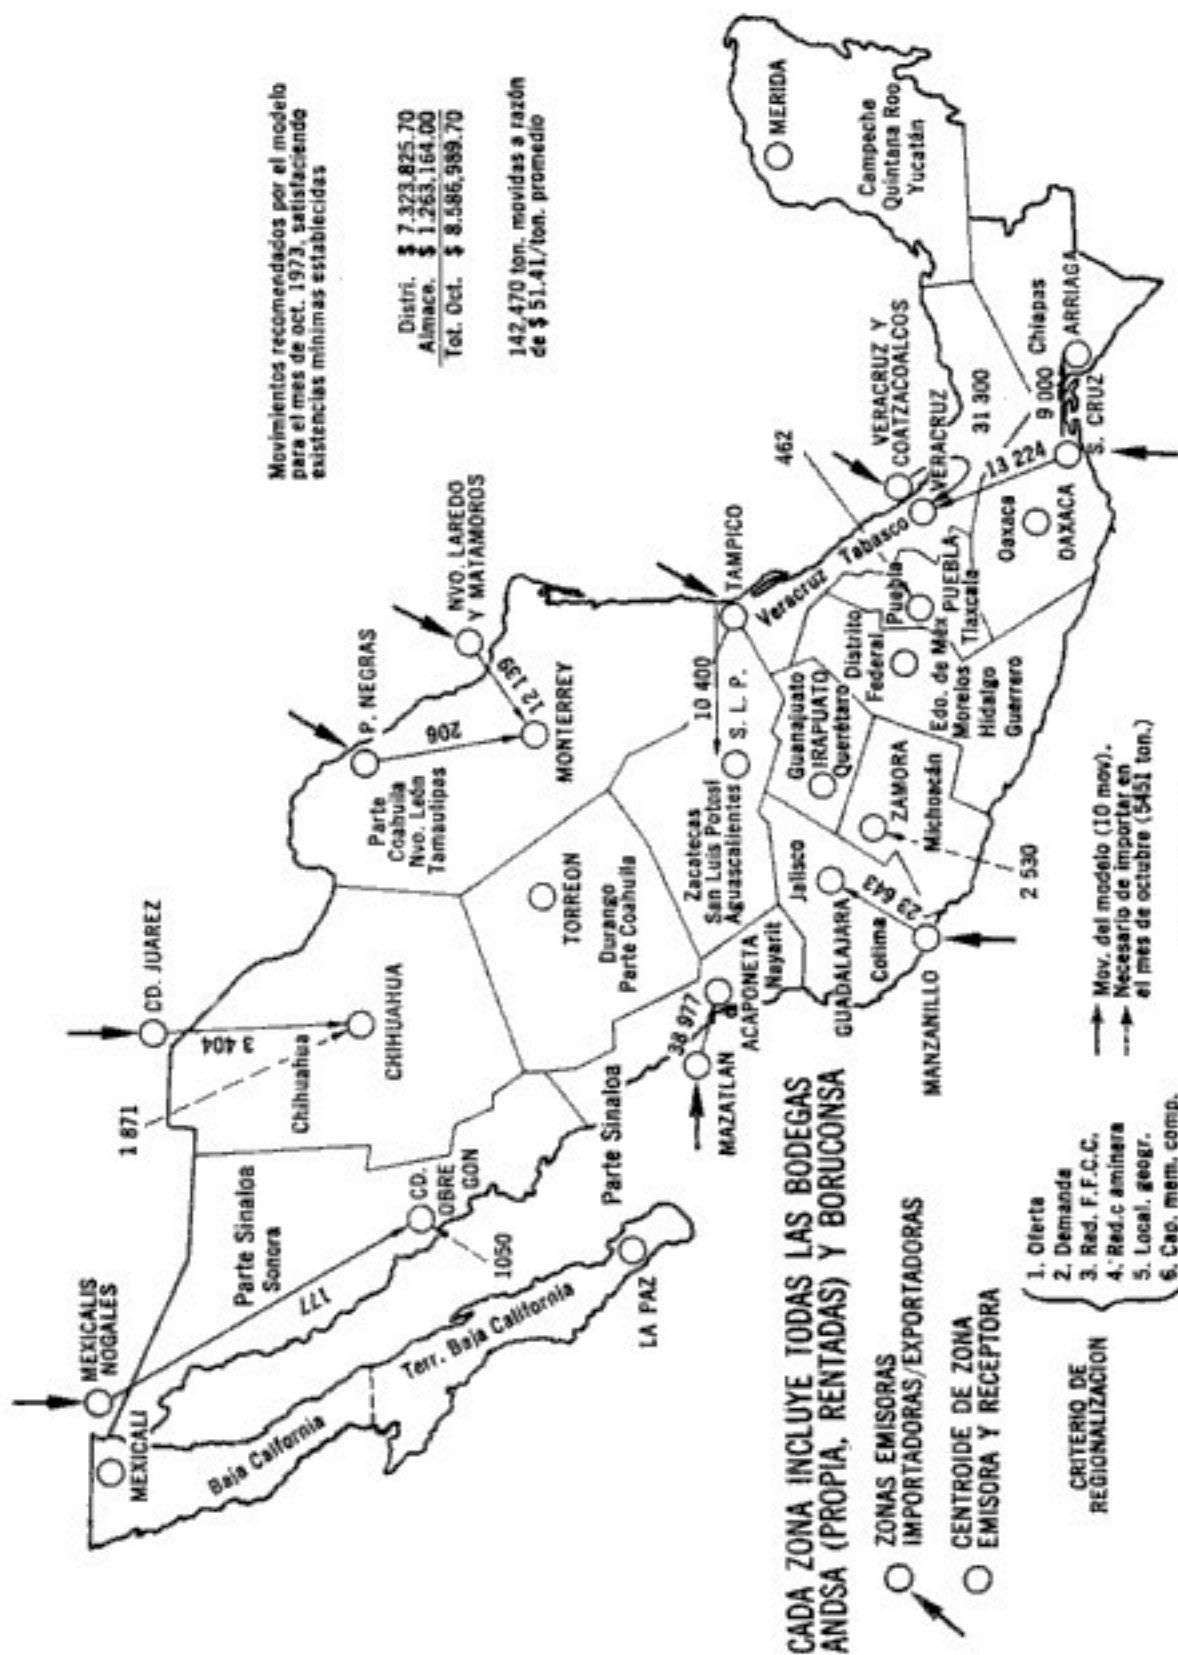 Movimientos recomendados por el modelo
para el mes de oct. 1973, satisfaciendo
existencias mínimas establecidas
Distri. $ 7.323.825.70
Almace. $ 1.263.164.00
Tot. Oct. $ 8.586,989.70
142,470 ton. movidas a razón
de $ 51.41/ton. promedio
MEXICALIS
NOGALES
MEXICALI
Baja Caifornia
Terr. Baja California
LA PAZ
177
Parte Sinaloa
Sonora
CD.
OBRE
GON
1050
Parte Sinaloa
1 871
CD. JUAREZ
3 404
Chihuahua
CHIHUAHUA
P. NEGRAS
206
NVO. LAREDO
Y MATAMOROS
12 139
Parte
Coahuila
Nvo. León
Tamaulipas
MONTERREY
TORREON
Durango
Parte Coahuila
MAZATLAN
38 977
ACAPONETA
Nayarit
Zacatecas
San Luis Potosí
Aguascalientes
S. L. P.
10 400
TAMPICO
Veracruz
Tabasco
Jalisco
GUADALAJARA
Colima
23 643
MANZANILLO
Guanajuato
IRAPUATO
Querétaro
ZAMORA
Michoacán
2 530
Distrito
Federal
Edo. de Méx
Morelos
Hidalgo
Guerrero
Puebla
PUEBLA
Tlaxcala
462
VERACRUZ Y
COATZACOALCOS
VERACRUZ
31 300
13 224
9 000
Oaxaca
OAXACA
S. CRUZ
Chiapas
ARRIAGA
MERIDA
Campeche
Quintana Roo
Yucatán
CADA ZONA INCLUYE TODAS LAS BODEGAS
ANDSA (PROPIA, RENTADAS) Y BORUCONSA
ZONAS EMISORAS
IMPORTADORAS/EXPORTADORAS
CENTROIDE DE ZONA
EMISORA Y RECEPTORA
CRITERIO DE
REGIONALIZACION
1. Oferta
2. Demanda
3. Red. F.F.C.C.
4. Red.c aminera
5. Local. geogr.
6. Cap. mem. comp.
Mov. del modelo (10 mov).
Necesario de importar en
el mes de octubre (5451 ton.)